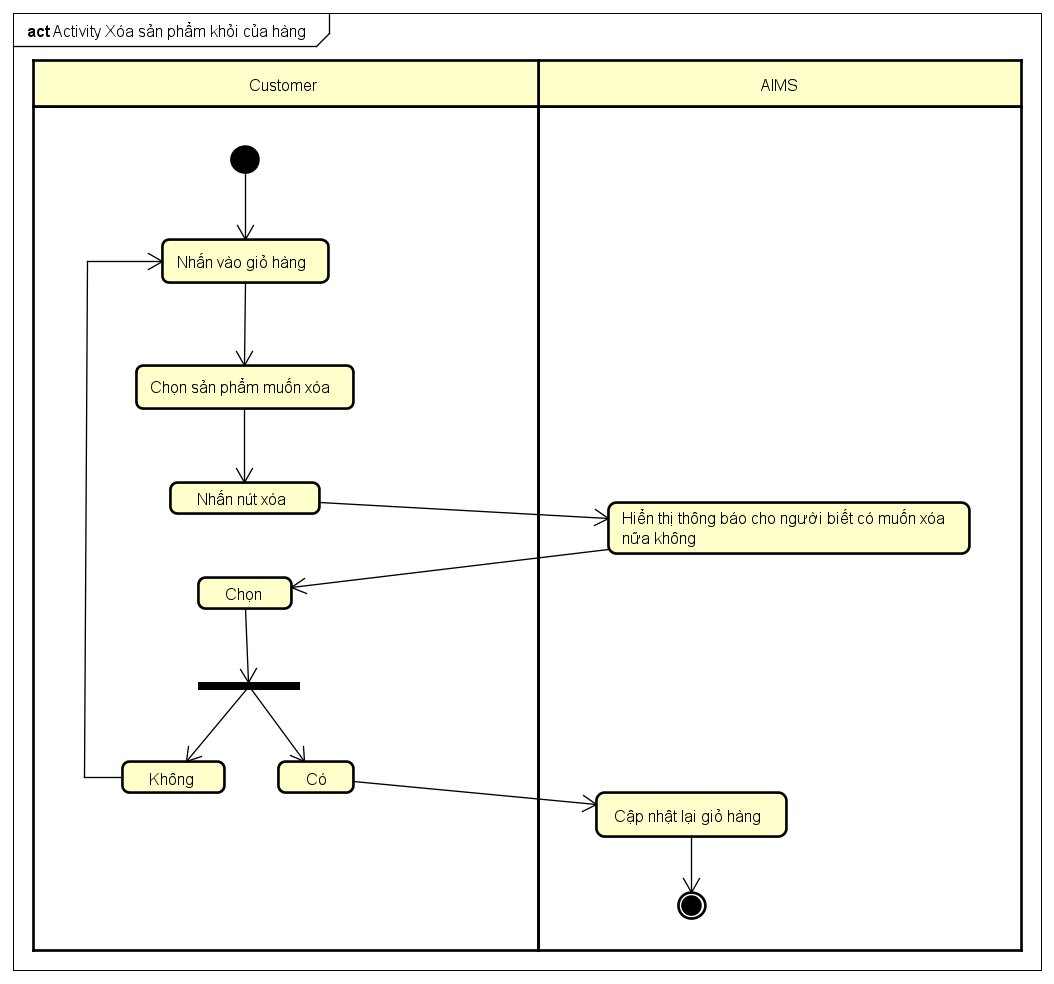 act Activity Xóa sản phẩm khỏi của hàng
Customer
AIMS
Nhấn vào giỏ hàng
Chọn sản phẩm muốn xóa
Nhấn nút xóa
Hiển thị thông báo cho người biết có muốn xóa
nữa không
Chọn
Không
Có
Cập nhật lại giỏ hàng